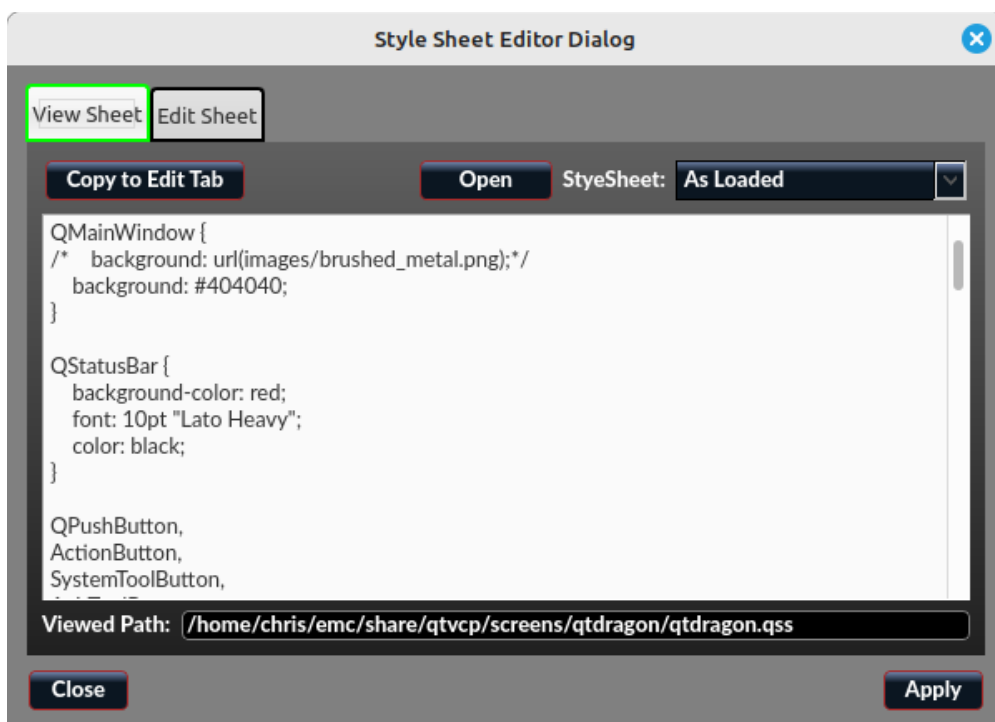 Style Sheet Editor Dialog
View Sheet Edit Sheet
Copy to Edit Tab Open StyeSheet: As Loaded
QMainWindow {
/* background: url(images/brushed_metal.png);*/
background: #404040;
}
QStatusBar {
background-color: red;
font: 10pt "Lato Heavy";
color: black;
}
QPushButton,
ActionButton,
SystemToolButton,
Viewed Path: /home/chris/emc/share/qtvcp/screens/qtdragon/qtdragon.qss
Close Apply